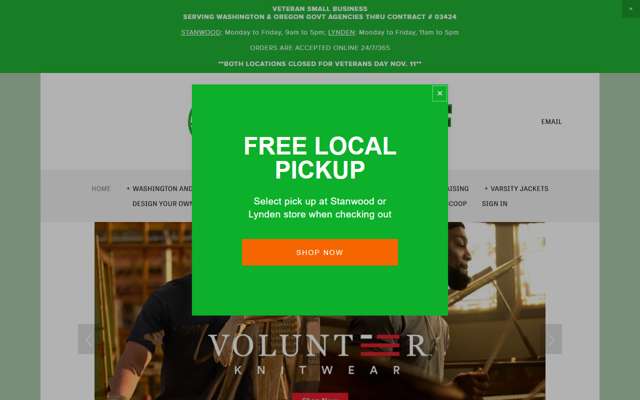 VETERAN SMALL BUSINESS
SERVING WASHINGTON & OREGON GOVT AGENCIES THRU CONTRACT # 03424
STANWOOD: Monday to Friday, 9am to 5pm; LYNDEN: Monday to Friday, 11am to 5pm
ORDERS ARE ACCEPTED ONLINE 24/7/365
**BOTH LOCATIONS CLOSED FOR VETERANS DAY NOV. 11**
EMAIL
FREE LOCAL
PICKUP
Select pick up at Stanwood or
Lynden store when checking out
SHOP NOW
HOME + WASHINGTON AND + VARSITY JACKETS
DESIGN YOUR OWN SIGN IN
VOLUNTEER
KNITWEAR
Shop Now